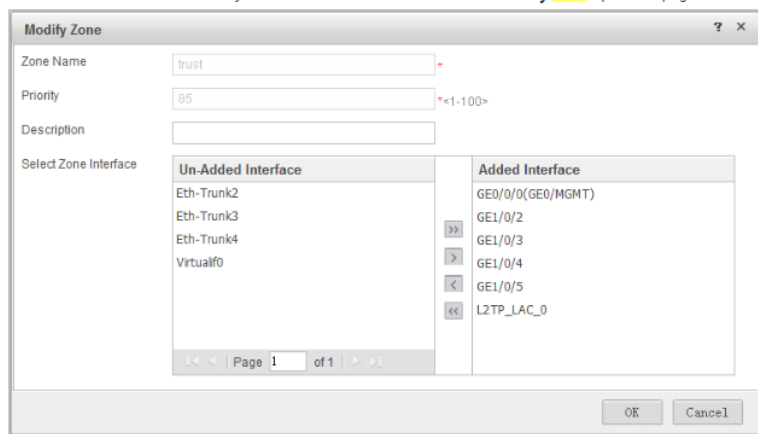 Modify Zone ? ×
Zone Name trust *
Priority 85 *<1-100>
Description
Select Zone Interface
Un-Added Interface
Eth-Trunk2
Eth-Trunk3
Eth-Trunk4
Virtualif0
Page 1 of 1
>>
>
<
<<
Added Interface
GE0/0/0(GE0/MGMT)
GE1/0/2
GE1/0/3
GE1/0/4
GE1/0/5
L2TP_LAC_0
OK Cancel